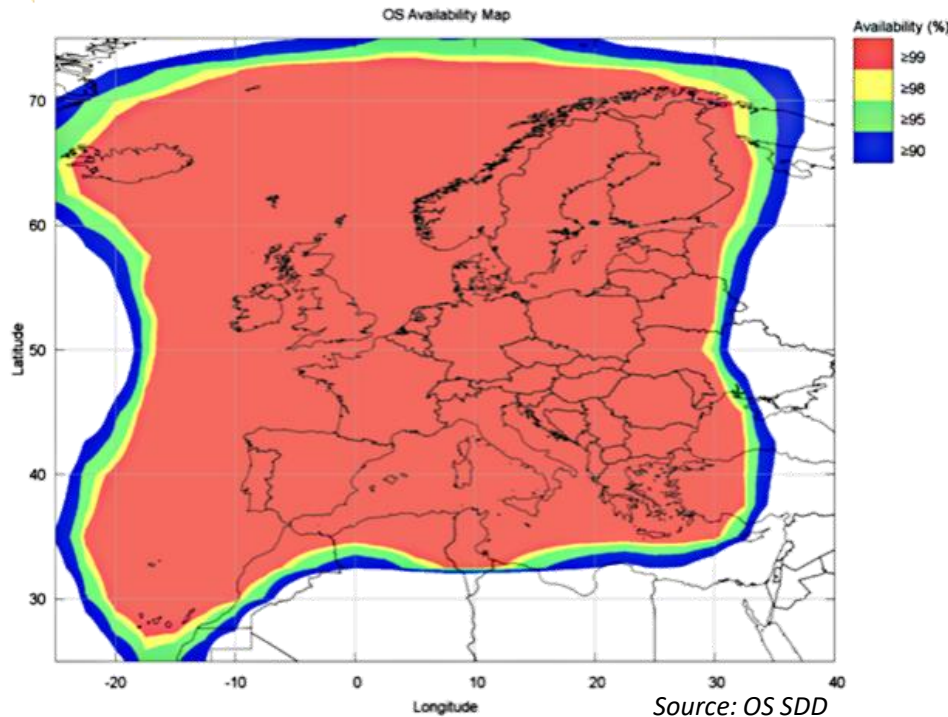 OS Availability Map
Availability (%)
≥99
≥98
≥95
≥90
Latitude
70
60
50
40
30
-20 -10 0 10 20 30 40
Longitude
Source: OS SDD